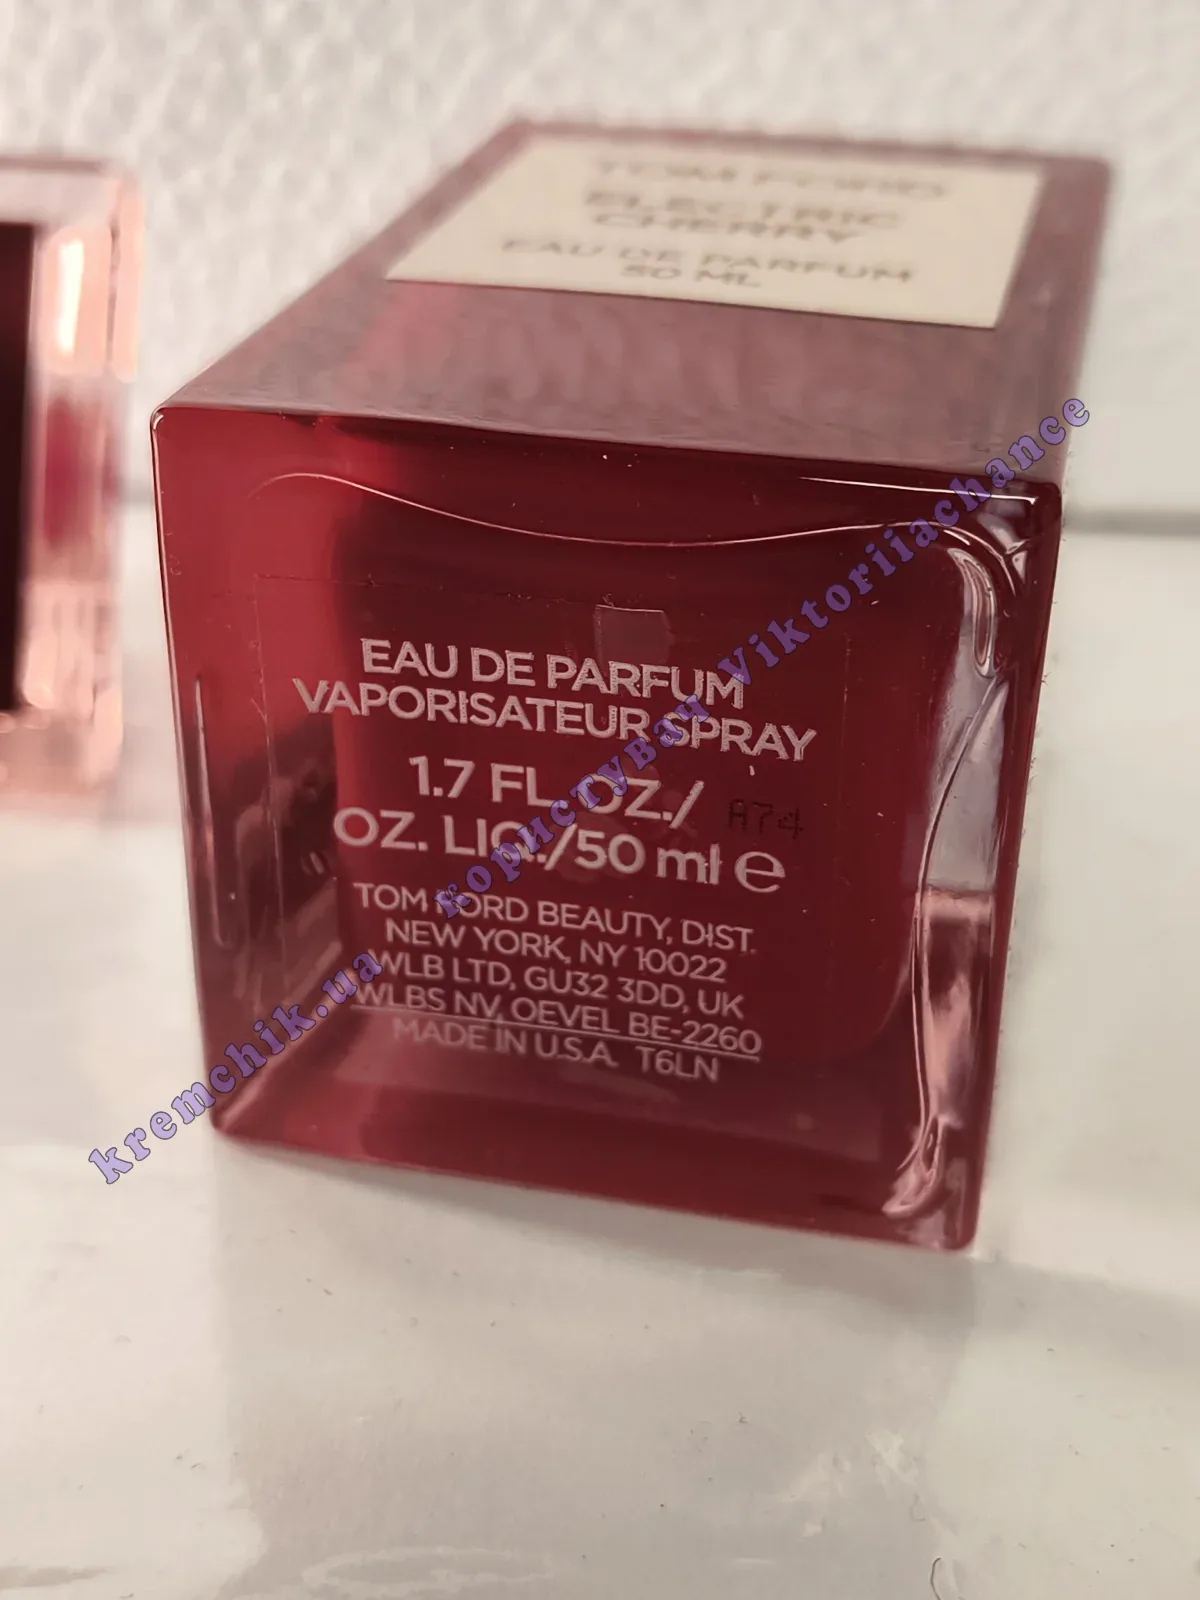 TOM FORD
ELECTRIC
CHERRY
EAU DE PARFUM
50 ML
EAU DE PARFUM
VAPORISATEUR SPRAY
1.7 FL. OZ./
OZ. LIQ./50 ml e
A74
TOM FORD BEAUTY, DIST.
NEW YORK, NY 10022
WLB LTD, GU32 3DD, UK
WLBS NV, OEVEL BE-2260
MADE IN U.S.A. T6LN
kremchik.ua користувач Viktoriiachance